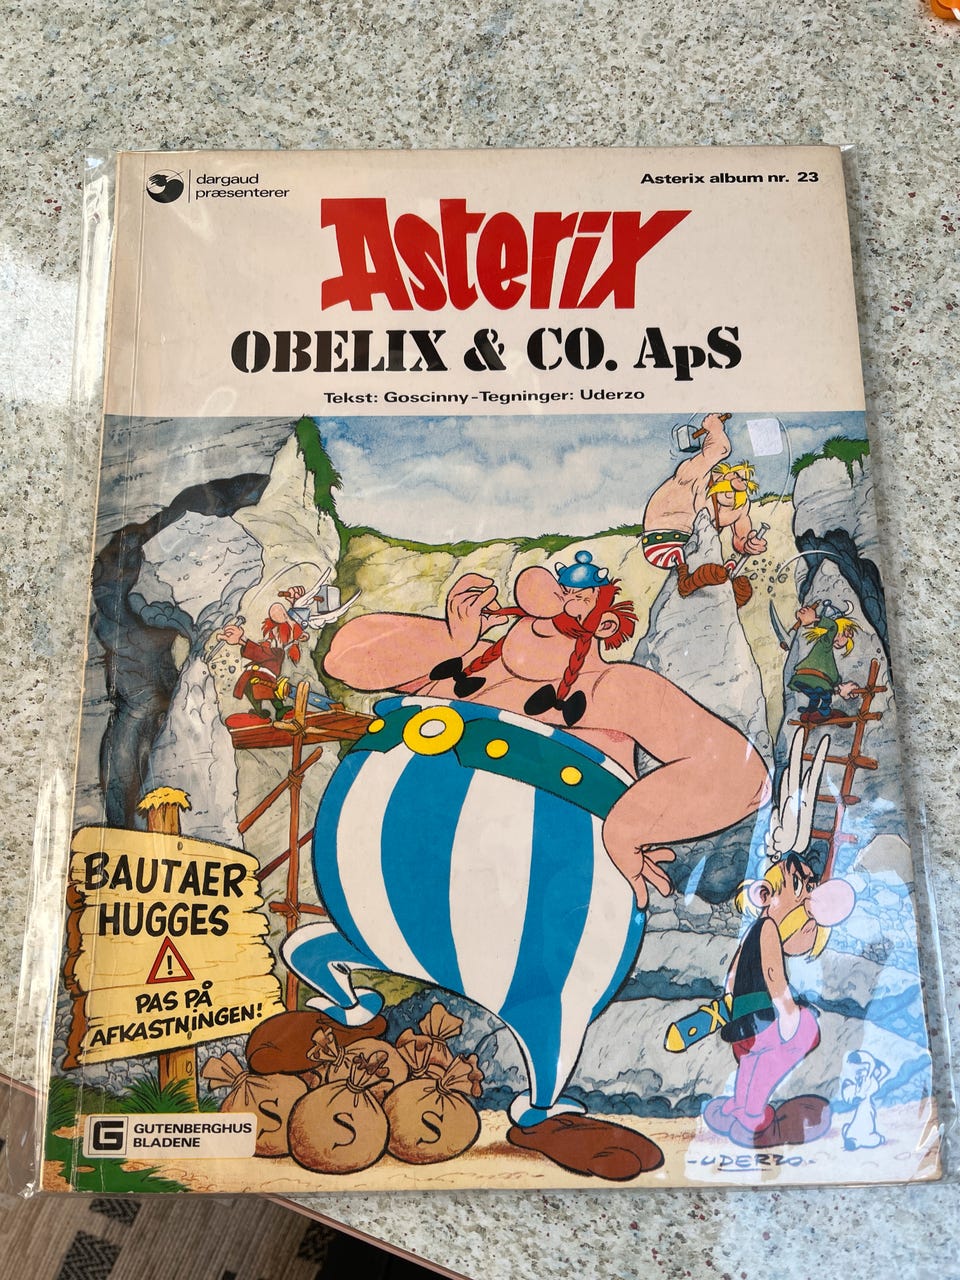 dargaud
præsenterer
Asterix album nr. 23
Asterix
OBELIX & CO. ApS
Tekst: Goscinny-Tegninger: Uderzo
BAUTAER
HUGGES
!
PAS PÅ
AFKASTNINGEN!
S S S
G GUTENBERGHUS
BLADENE
-UDERZO-